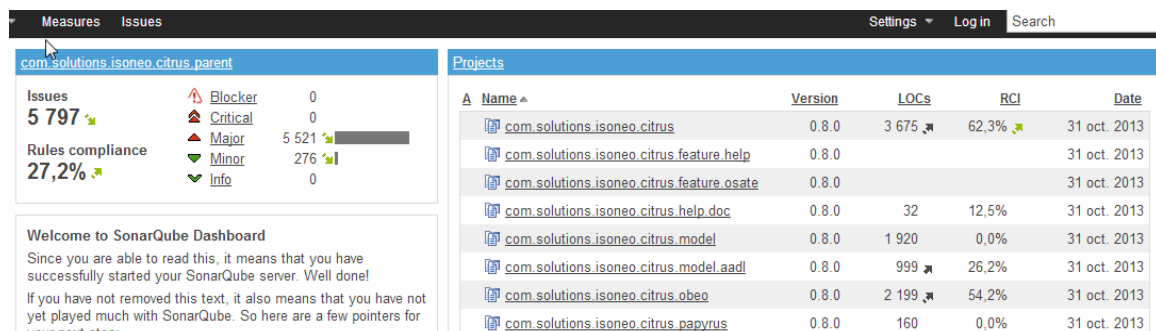 Measures Issues Settings Log in Search
com.solutions.isoneo.citrus.parent
Issues
5 797
Rules compliance
27,2%
Blocker 0
Critical 0
Major 5 521
Minor 276
Info 0
Welcome to SonarQube Dashboard
Since you are able to read this, it means that you have
successfully started your SonarQube server. Well done!
If you have not removed this text, it also means that you have not
yet played much with SonarQube. So here are a few pointers for
Projects
A Name Version LOCs RCI Date
com.solutions.isoneo.citrus 0.8.0 3 675 62,3% 31 oct. 2013
com.solutions.isoneo.citrus.feature.help 0.8.0 31 oct. 2013
com.solutions.isoneo.citrus.feature.osate 0.8.0 31 oct. 2013
com.solutions.isoneo.citrus.help.doc 0.8.0 32 12,5% 31 oct. 2013
com.solutions.isoneo.citrus.model 0.8.0 1 920 0,0% 31 oct. 2013
com.solutions.isoneo.citrus.model.aadl 0.8.0 999 26,2% 31 oct. 2013
com.solutions.isoneo.citrus.obeo 0.8.0 2 199 54,2% 31 oct. 2013
com.solutions.isoneo.citrus.papyrus 0.8.0 160 0,0% 31 oct. 2013